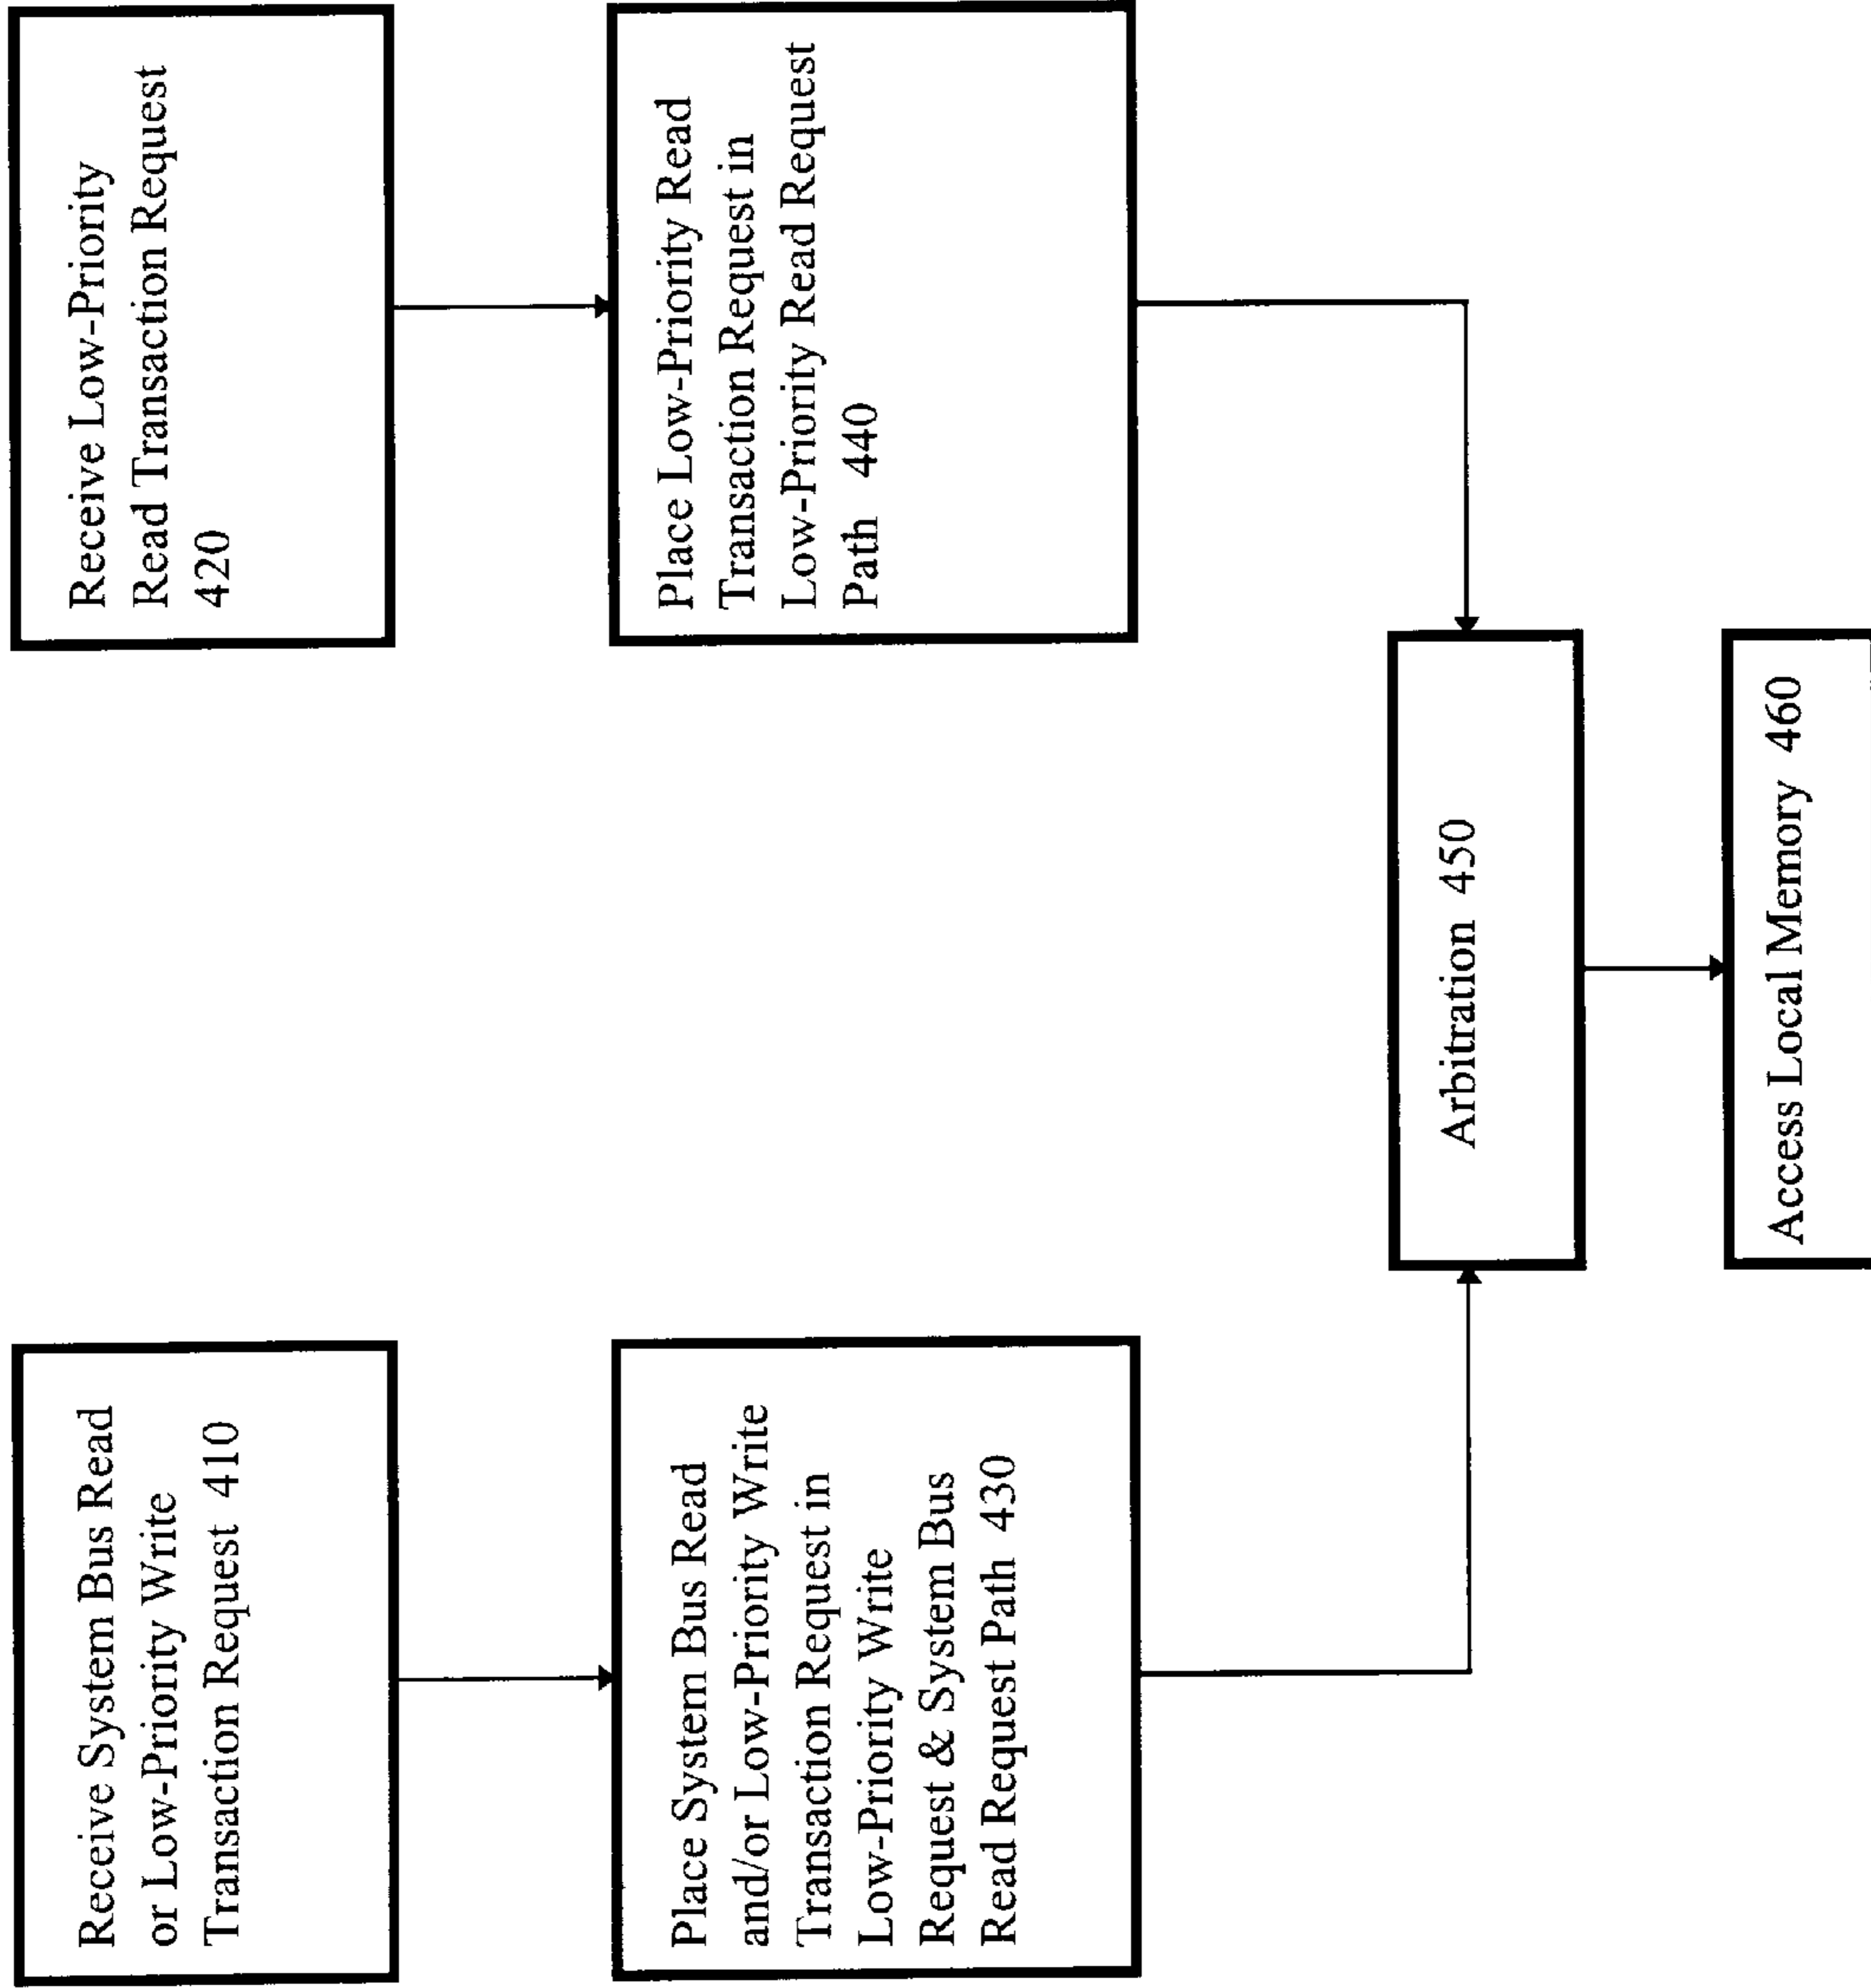 Receive System Bus Read
or Low-Priority Write
Transaction Request 410
Receive Low-Priority
Read Transaction Request
420
Place System Bus Read
and/or Low-Priority Write
Transaction Request in
Low-Priority Write
Request & System Bus
Read Request Path 430
Place Low-Priority Read
Transaction Request in
Low-Priority Read Request
Path 440
Arbitration 450
Access Local Memory 460